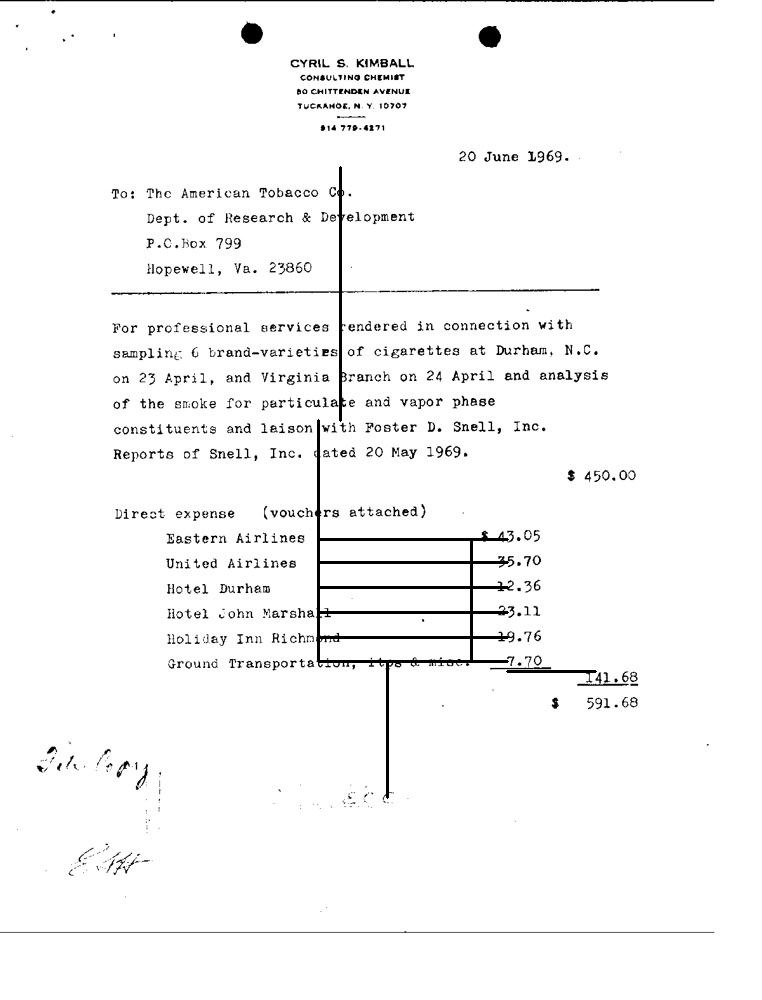 CYRIL S. KIMBALL
CONSULTING CHEMIST
80 CHITTENDEN AVENUE
TUCKAHOE, N. Y. 10707
914 779-4271
20 June 1969.
To: The American Tobacco Co.
Dept. of Research & Development
P.O.Box 799
Hopewell, Va. 23860
For professional services rendered in connection with
sampling 6 brand-varieties of cigarettes at Durham, N.C.
on 23 April, and Virginia Branch on 24 April and analysis
of the smoke for particulate and vapor phase
constituents and laison with Foster D. Snell, Inc.
Reports of Snell, Inc. dated 20 May 1969.
$ 450.00
Direct expense (vouchers attached)
Eastern Airlines $ 43.05
United Airlines 35.70
Hotel Durham 12.36
Hotel John Marshall 23.11
Holiday Inn Richmond 19.76
Ground Transportation, & misc. 7.70
141.68
$ 591.68
File Copy